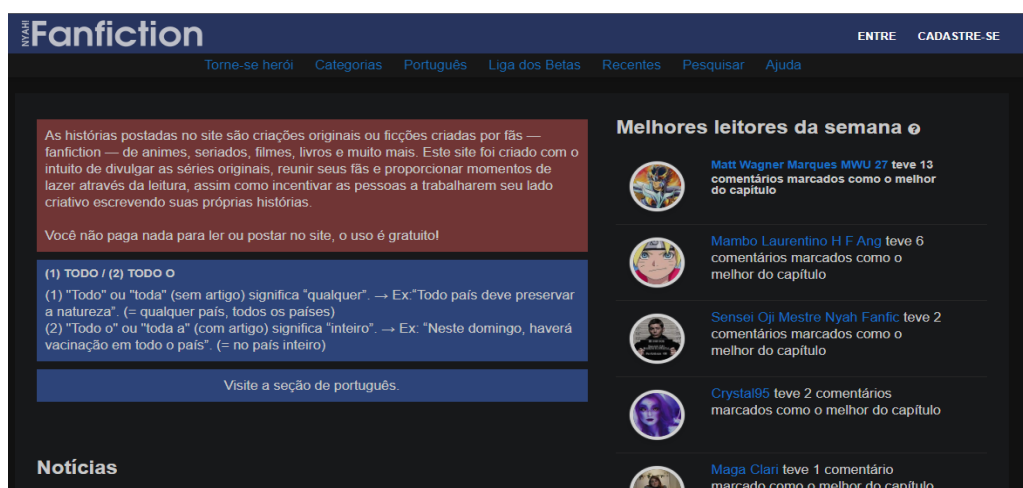 NYAH! Fanfiction
ENTRE CADASTRE-SE
Torne-se herói Categorias Português Liga dos Betas Recentes Pesquisar Ajuda
As histórias postadas no site são criações originais ou ficções criadas por fãs —
fanfiction — de animes, seriados, filmes, livros e muito mais. Este site foi criado com o
intuito de divulgar as séries originais, reunir seus fãs e proporcionar momentos de
lazer através da leitura, assim como incentivar as pessoas a trabalharem seu lado
criativo escrevendo suas próprias histórias.
Você não paga nada para ler ou postar no site, o uso é gratuito!
(1) TODO / (2) TODO O
(1) "Todo" ou "toda" (sem artigo) significa “qualquer”. → Ex:“Todo país deve preservar
a natureza”. (= qualquer país, todos os países)
(2) "Todo o" ou "toda a" (com artigo) significa “inteiro”. → Ex: “Neste domingo, haverá
vacinação em todo o país”. (= no país inteiro)
Visite a seção de português.
Notícias
Melhores leitores da semana ?
Matt Wagner Marques MWU 27 teve 13
comentários marcados como o melhor
do capítulo
Mambo Laurentino H F Ang teve 6
comentários marcados como o
melhor do capítulo
Sensei Oji Mestre Nyah Fanfic teve 2
comentários marcados como o
melhor do capítulo
Crystal95 teve 2 comentários
marcados como o melhor do capítulo
Maga Clari teve 1 comentário
marcado como o melhor do capítulo